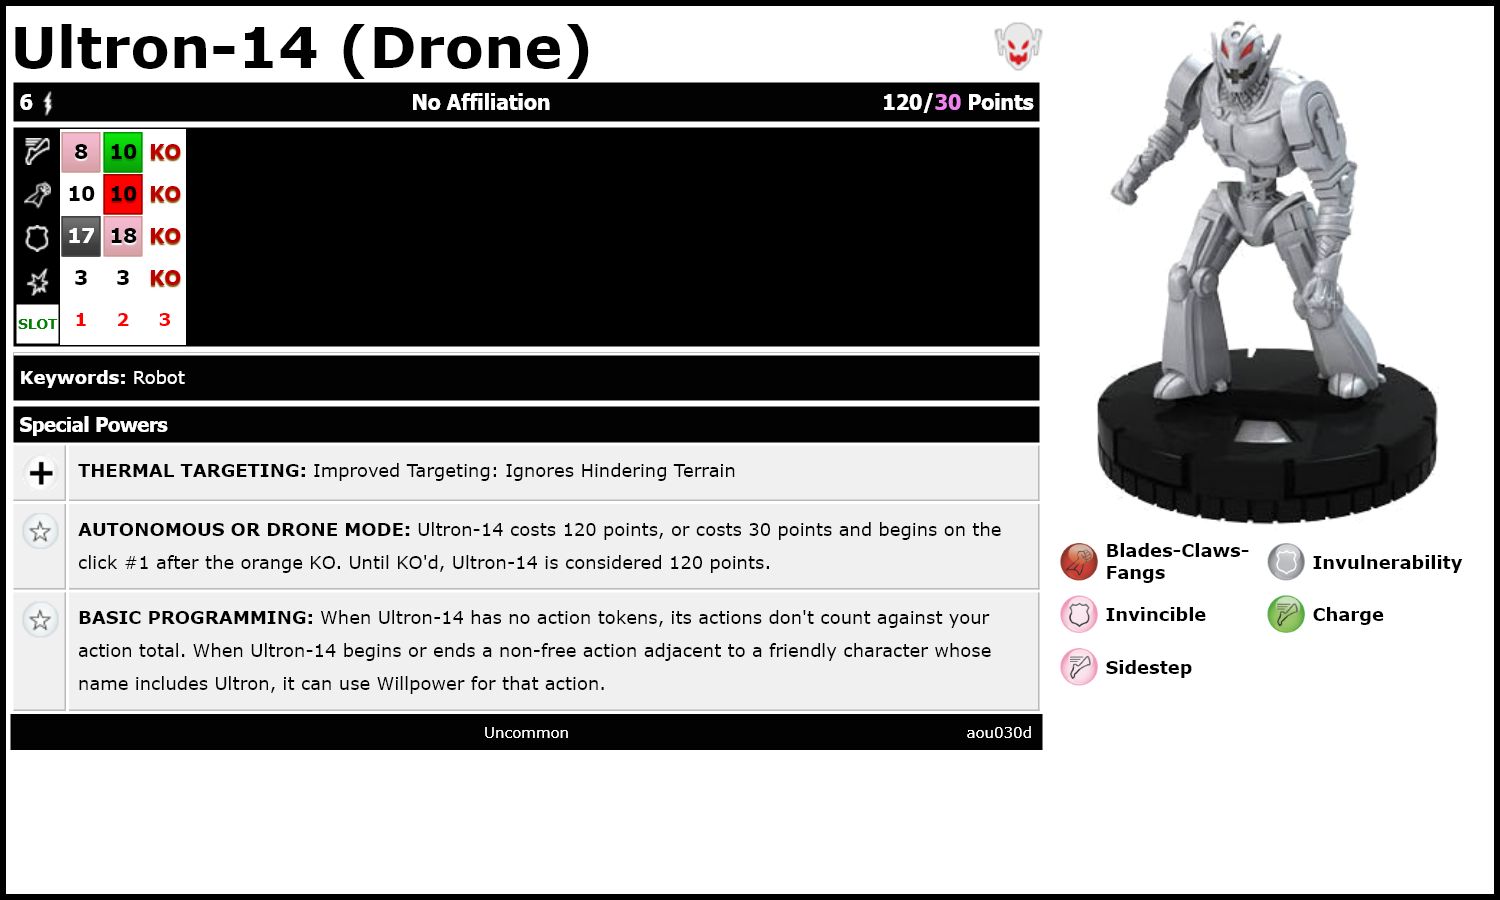 Ultron-14 (Drone)
6 No Affiliation 120/30 Points
8 10 KO
10 10 KO
17 18 KO
3 3 KO
SLOT 1 2 3
Keywords: Robot
Special Powers
THERMAL TARGETING: Improved Targeting: Ignores Hindering Terrain
AUTONOMOUS OR DRONE MODE: Ultron-14 costs 120 points, or costs 30 points and begins on the
click #1 after the orange KO. Until KO'd, Ultron-14 is considered 120 points.
BASIC PROGRAMMING: When Ultron-14 has no action tokens, its actions don't count against your
action total. When Ultron-14 begins or ends a non-free action adjacent to a friendly character whose
name includes Ultron, it can use Willpower for that action.
Uncommon aou030d
Blades-Claws-
Fangs
Invulnerability
Invincible
Charge
Sidestep